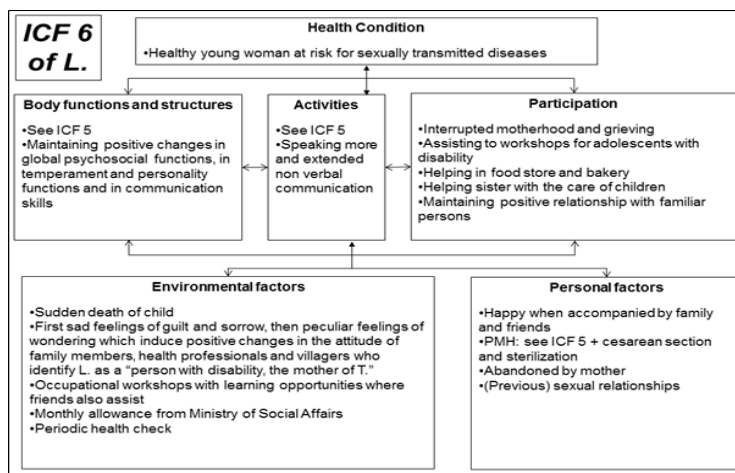 ICF 6
of L.
Health Condition
•Healthy young woman at risk for sexually transmitted diseases
Body functions and structures
•See ICF 5
•Maintaining positive changes in
global psychosocial functions, in
temperament and personality
functions and in communication
skills
Activities
•See ICF 5
•Speaking more
and extended
non verbal
communication
Participation
•Interrupted motherhood and grieving
•Assisting to workshops for adolescents with
disability
•Helping in food store and bakery
•Helping sister with the care of children
•Maintaining positive relationship with familiar
persons
Environmental factors
•Sudden death of child
•First sad feelings of guilt and sorrow, then peculiar feelings of
wondering which induce positive changes in the attitude of
family members, health professionals and villagers who
identify L. as a “person with disability, the mother of T.”
•Occupational workshops with learning opportunities where
friends also assist
•Monthly allowance from Ministry of Social Affairs
•Periodic health check
Personal factors
•Happy when accompanied by family
and friends
•PMH: see ICF 5 + cesarean section
and sterilization
•Abandoned by mother
•(Previous) sexual relationships